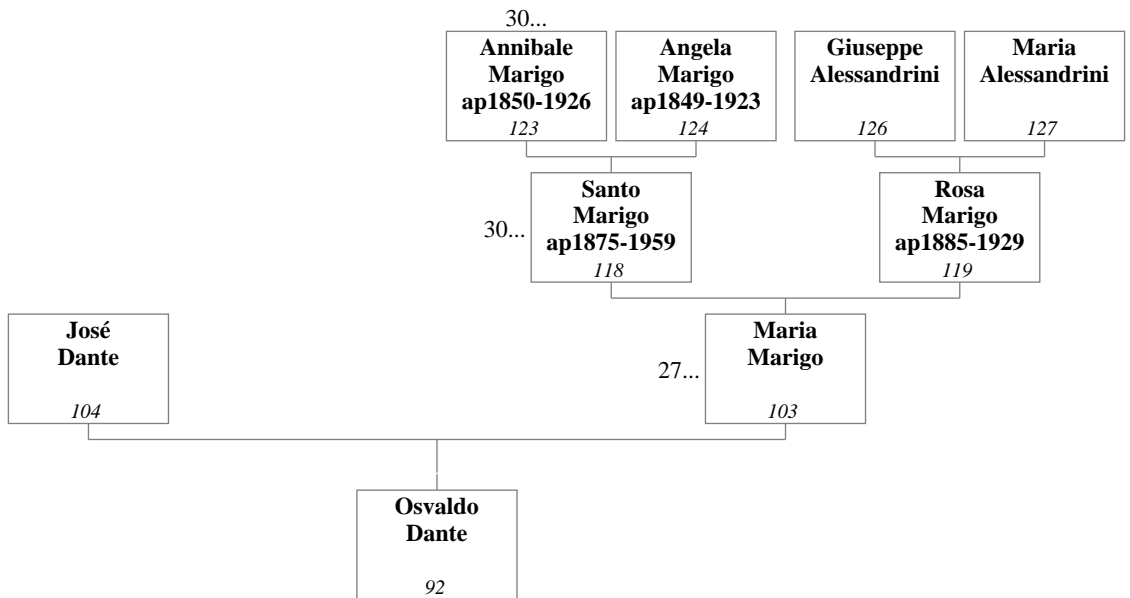 30...
Annibale
Marigo
ap1850-1926
123
Angela
Marigo
ap1849-1923
124
Giuseppe
Alessandrini
126
Maria
Alessandrini
127
30...
Santo
Marigo
ap1875-1959
118
Rosa
Marigo
ap1885-1929
119
José
Dante
104
27...
Maria
Marigo
103
Osvaldo
Dante
92